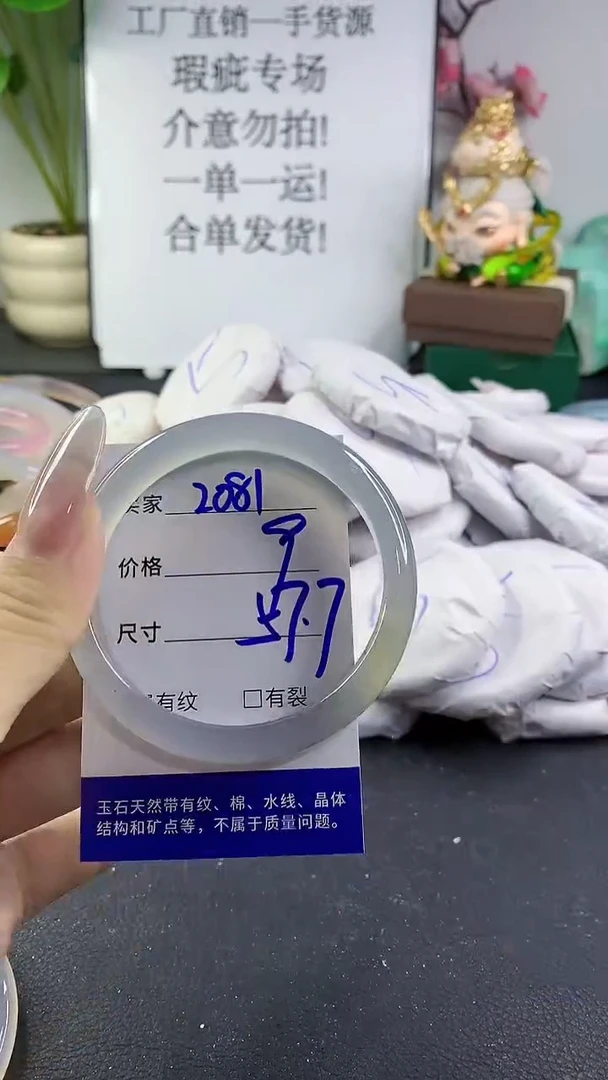 工厂直销一手货源
瑕疵专场
介意勿拍!
一单一运!
合单发货!
家 2081
价格
尺寸 57.7
有纹 □有裂
玉石天然带有纹、棉、水线、晶体
结构和矿点等，不属于质量问题。